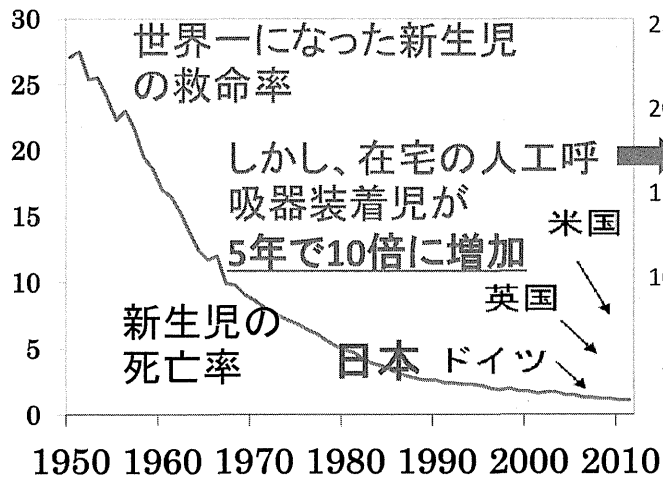 世界一になった新生児
の救命率
しかし、在宅の人工呼
吸器装着児が
5年で10倍に増加
米国
英国
新生児の
死亡率
日本
ドイツ
30
25
20
15
10
5
0
1950 1960 1970 1980 1990 2000 2010